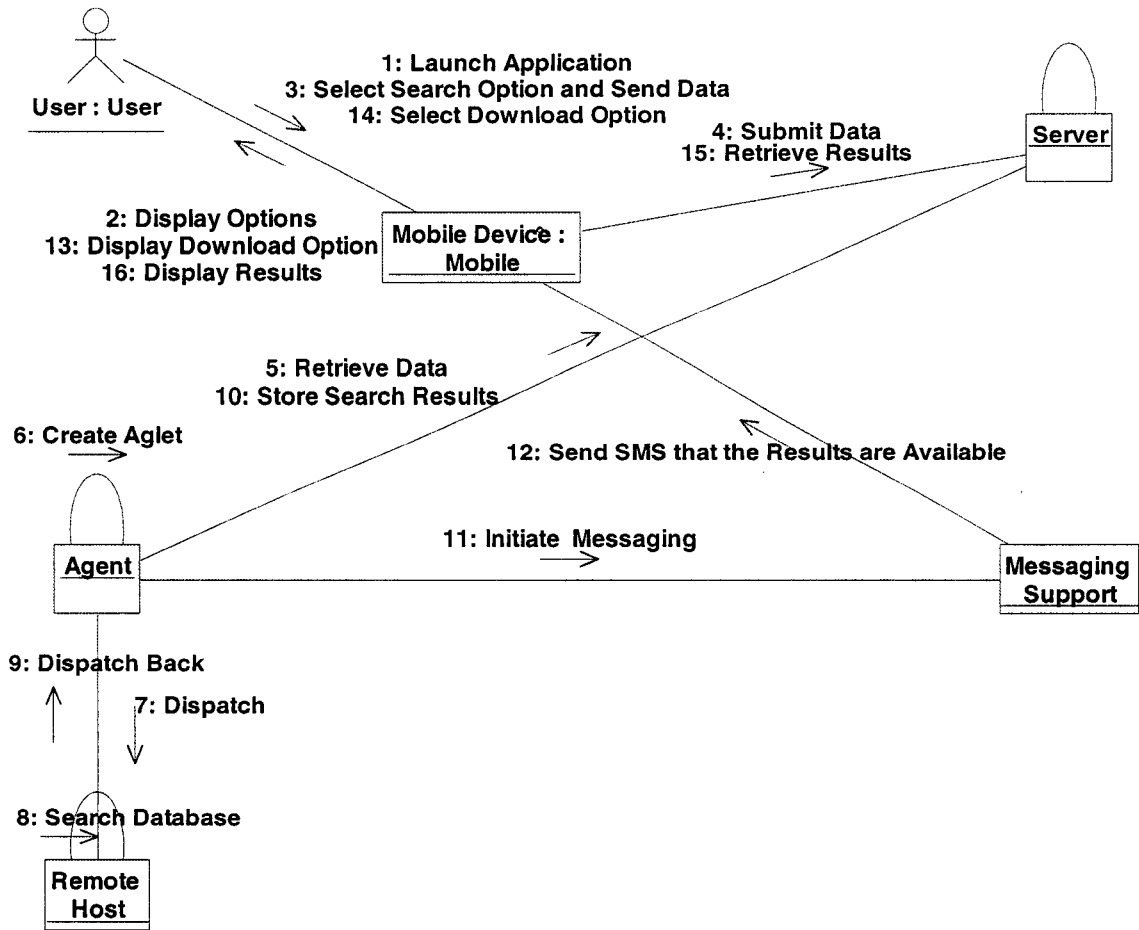 1: Launch Application
3: Select Search Option and Send Data
14: Select Download Option
User : User
4: Submit Data
15: Retrieve Results
Server
2: Display Options
13: Display Download Option
16: Display Results
Mobile Device :
Mobile
5: Retrieve Data
10: Store Search Results
6: Create Aglet
12: Send SMS that the Results are Available
11: Initiate Messaging
Agent
Messaging
Support
9: Dispatch Back
7: Dispatch
8: Search Database
Remote
Host